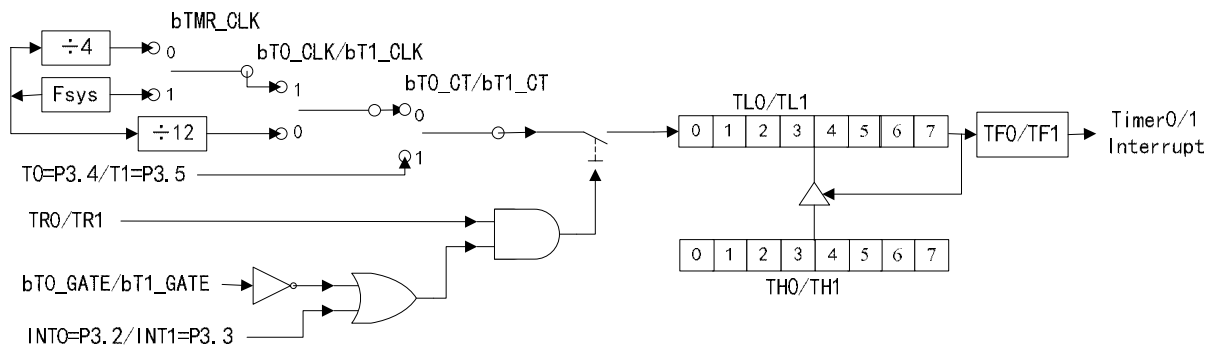 bTMR_CLK
÷4
0
bT0_CLK/bT1_CLK
Fsys
1
1
bT0_CT/bT1_CT
0
÷12
0
TL0/TL1
0 1 2 3 4 5 6 7
TF0/TF1
Timer0/1
Interrupt
1
T0=P3.4/T1=P3.5
TR0/TR1
0 1 2 3 4 5 6 7
TH0/TH1
bT0_GATE/bT1_GATE
INT0=P3.2/INT1=P3.3